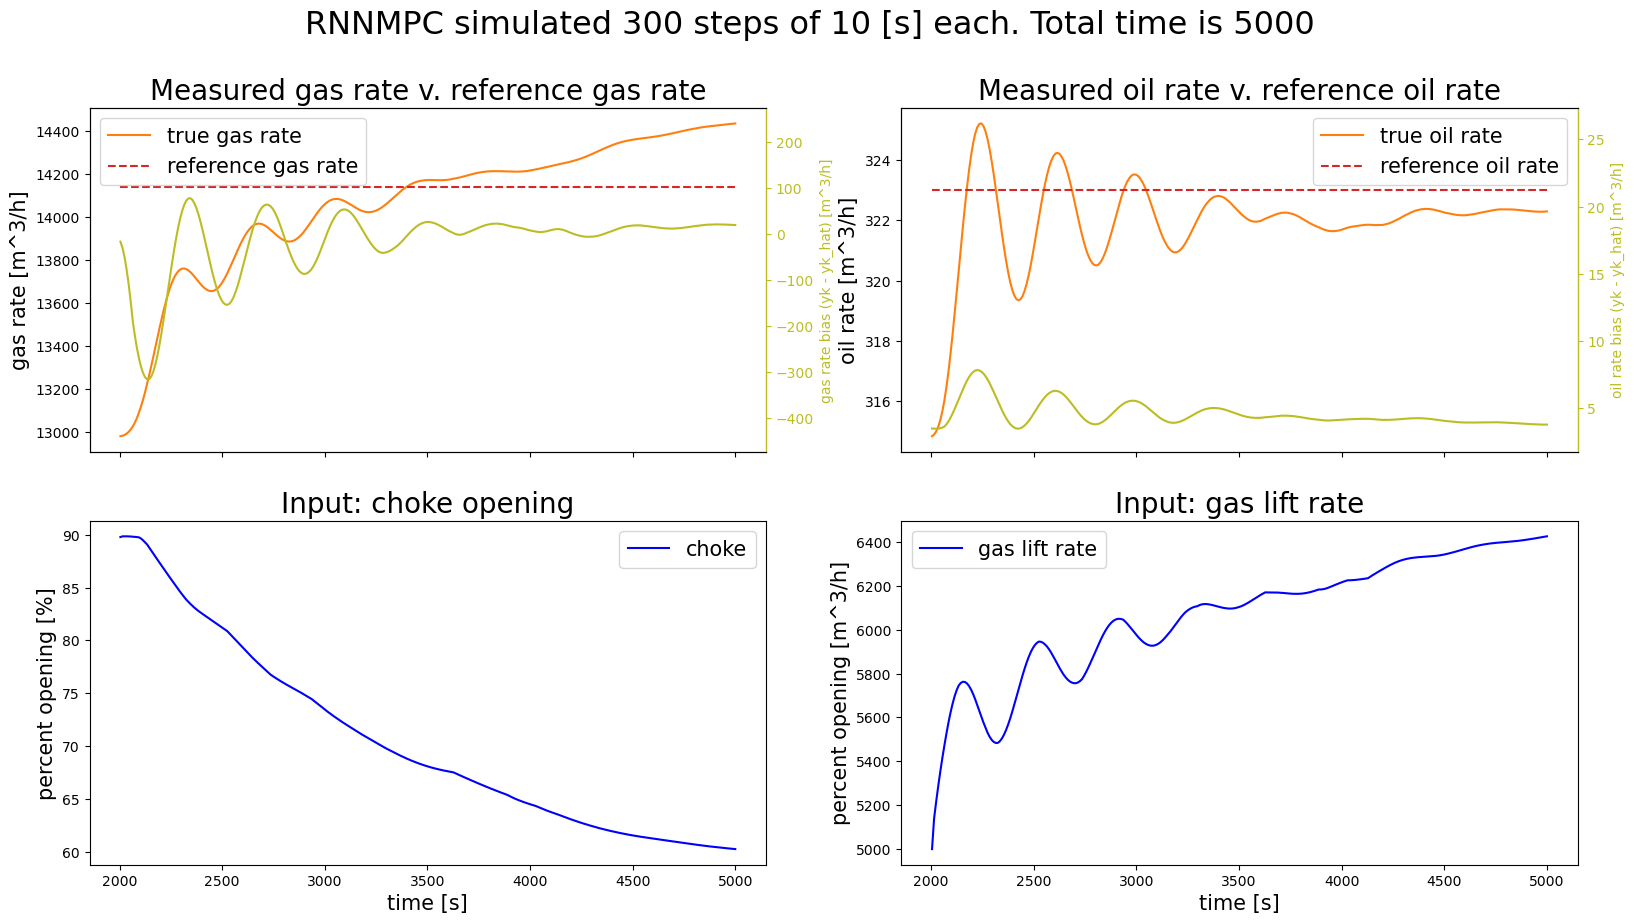 RNNMPC simulated 300 steps of 10 [s] each. Total time is 5000
Measured gas rate v. reference gas rate
true gas rate
reference gas rate
gas rate [m^3/h]
14400
14200
14000
13800
13600
13400
13200
13000
200
100
0
−100
−200
−300
−400
gas rate bias (yk - yk_hat) [m^3/h]
Measured oil rate v. reference oil rate
true oil rate
reference oil rate
oil rate [m^3/h]
324
322
320
318
316
25
20
15
10
5
oil rate bias (yk - yk_hat) [m^3/h]
Input: choke opening
choke
percent opening [%]
90
85
80
75
70
65
60
2000
2500
3000
3500
4000
4500
5000
time [s]
Input: gas lift rate
gas lift rate
percent opening [m^3/h]
6400
6200
6000
5800
5600
5400
5200
5000
2000
2500
3000
3500
4000
4500
5000
time [s]